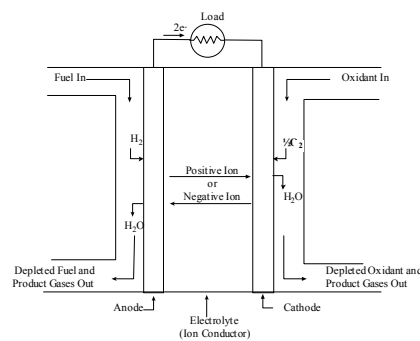 Load
2e-
Fuel In
Oxidant In
H2
½O2
Positive Ion
or
Negative Ion
H2O
H2O
Depleted Fuel and
Product Gases Out
Depleted Oxidant and
Product Gases Out
Anode
Cathode
Electrolyte
(Ion Conductor)